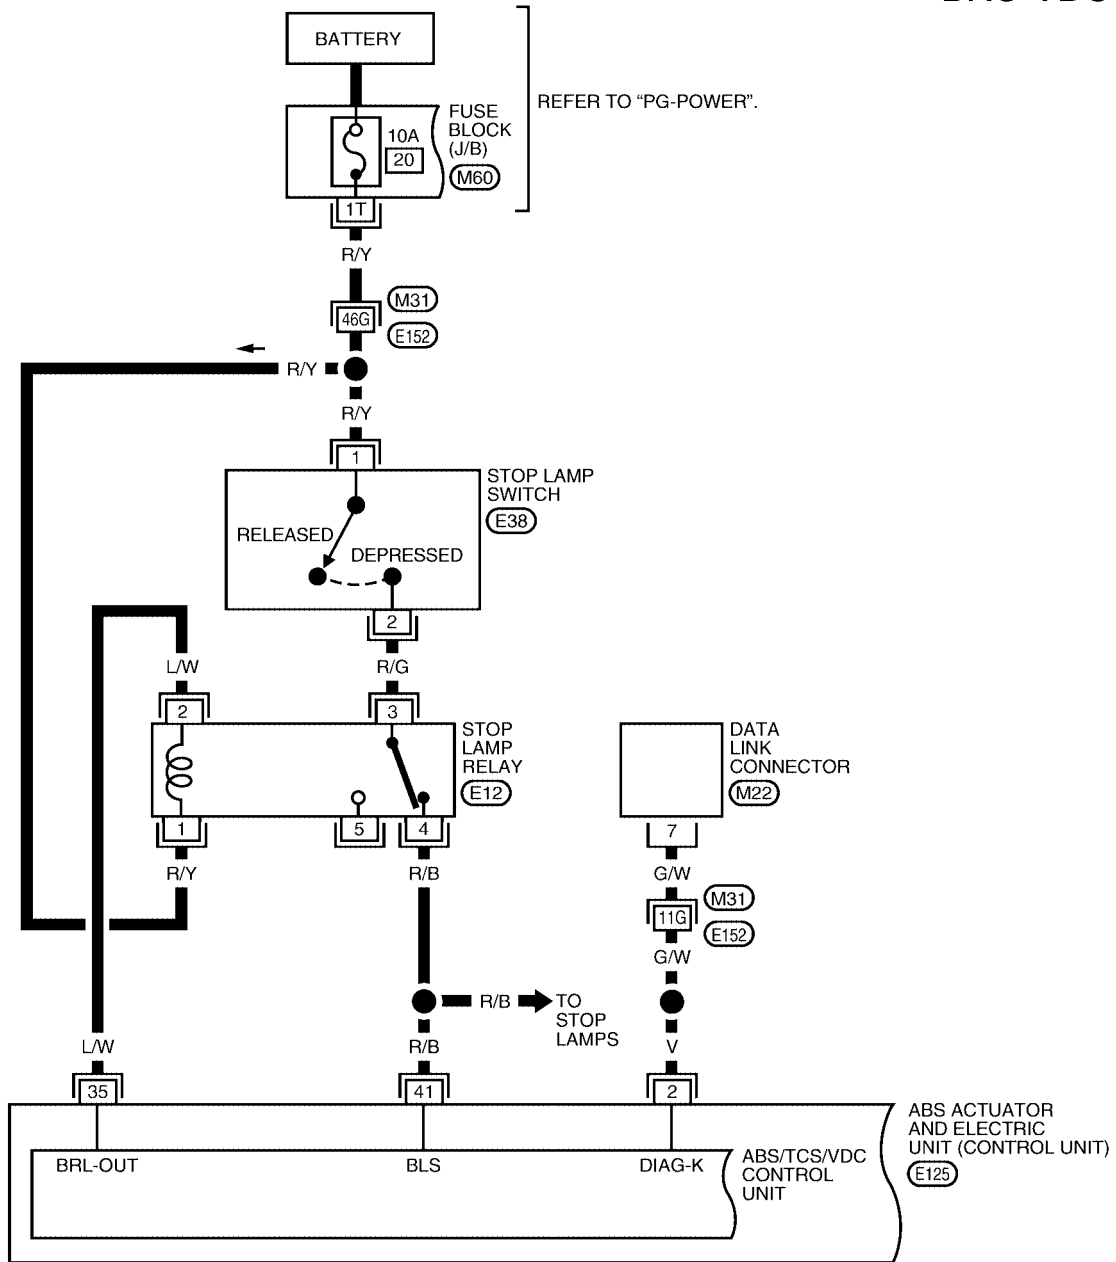 BATTERY
REFER TO “PG-POWER”.
FUSE
BLOCK
(J/B)
M60
10A
20
1T
R/Y
M31
46G
E152
R/Y
R/Y
1
STOP LAMP
SWITCH
E38
RELEASED
DEPRESSED
2
L/W
R/G
2
3
STOP
LAMP
RELAY
E12
DATA
LINK
CONNECTOR
M22
1
5
4
7
R/Y
R/B
G/W
M31
11G
E152
G/W
R/B
TO
STOP
LAMPS
L/W
R/B
V
35
41
2
ABS ACTUATOR
AND ELECTRIC
UNIT (CONTROL UNIT)
E125
BRL-OUT
BLS
DIAG-K
ABS/TCS/VDC
CONTROL
UNIT